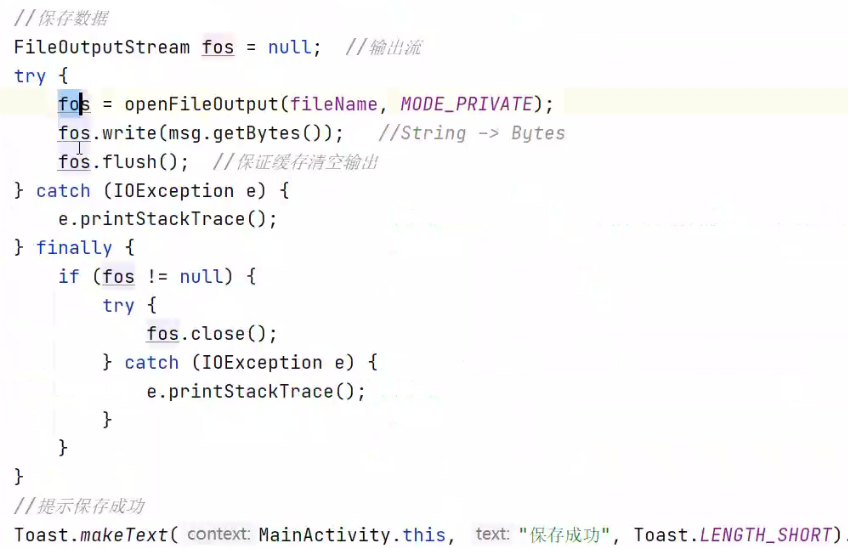 //保存数据
FileOutputStream fos = null;  //输出流
try {
    fos = openFileOutput(fileName, MODE_PRIVATE);
    fos.write(msg.getBytes());   //String -> Bytes
    fos.flush();  //保证缓存清空输出
} catch (IOException e) {
    e.printStackTrace();
} finally {
    if (fos != null) {
        try {
            fos.close();
        } catch (IOException e) {
            e.printStackTrace();
        }
    }
}
//提示保存成功
Toast.makeText( context: MainActivity.this,  text: "保存成功", Toast.LENGTH_SHORT).